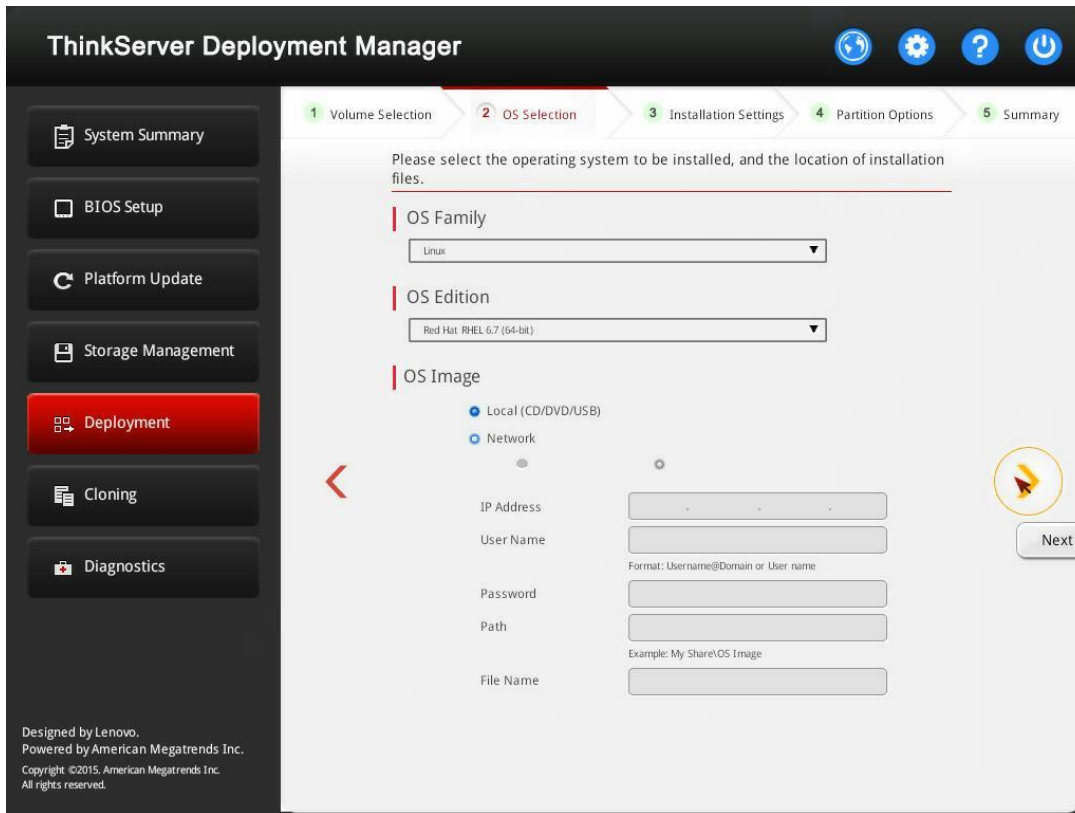 ThinkServer Deployment Manager
System Summary
BIOS Setup
Platform Update
Storage Management
Deployment
Cloning
Diagnostics
Designed by Lenovo.
Powered by American Megatrends Inc.
Copyright ©2015. American Megatrends Inc.
All rights reserved.
1 Volume Selection
2 OS Selection
3 Installation Settings
4 Partition Options
5 Summary
Please select the operating system to be installed, and the location of installation
files.
OS Family
Linux
OS Edition
Red Hat RHEL 6.7 (64-bit)
OS Image
Local (CD/DVD/USB)
Network
IP Address
. . .
User Name
Format: Username@Domain or User name
Password
Path
Example: My Share\OS Image
File Name
Next